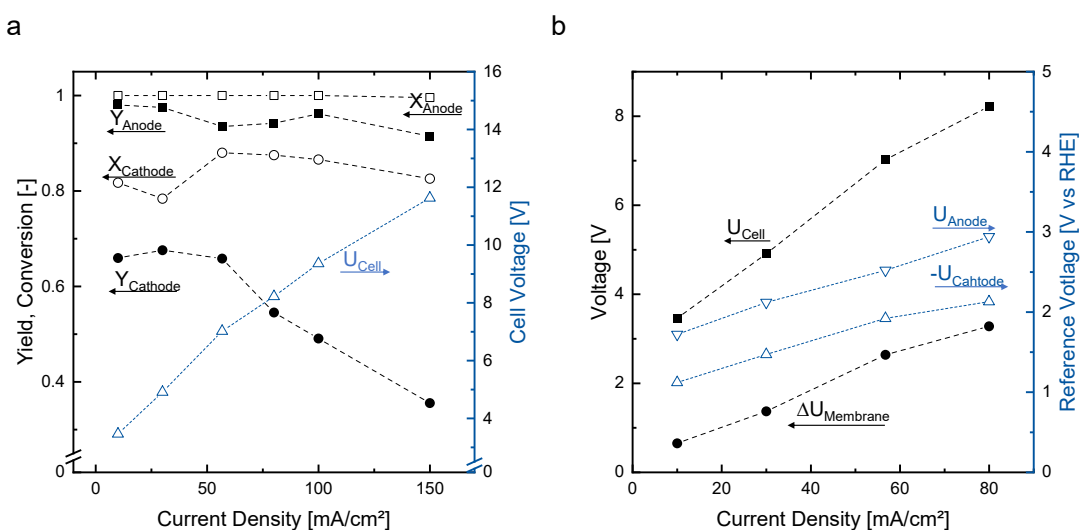 a
Yield, Conversion [-]
1
0.8
0.6
0.4
0
X_Anode
Y_Anode
X_Cathode
Y_Cathode
U_Cell
16
14
12
10
8
6
4
0
Cell Voltage [V]
0 50 100 150
Current Density [mA/cm²]
b
Voltage [V]
8
6
4
2
0
U_Cell
U_Anode
-U_Cahtode
ΔU_Membrane
5
4
3
2
1
0
Reference Votlage [V vs RHE]
0 20 40 60 80
Current Density [mA/cm²]